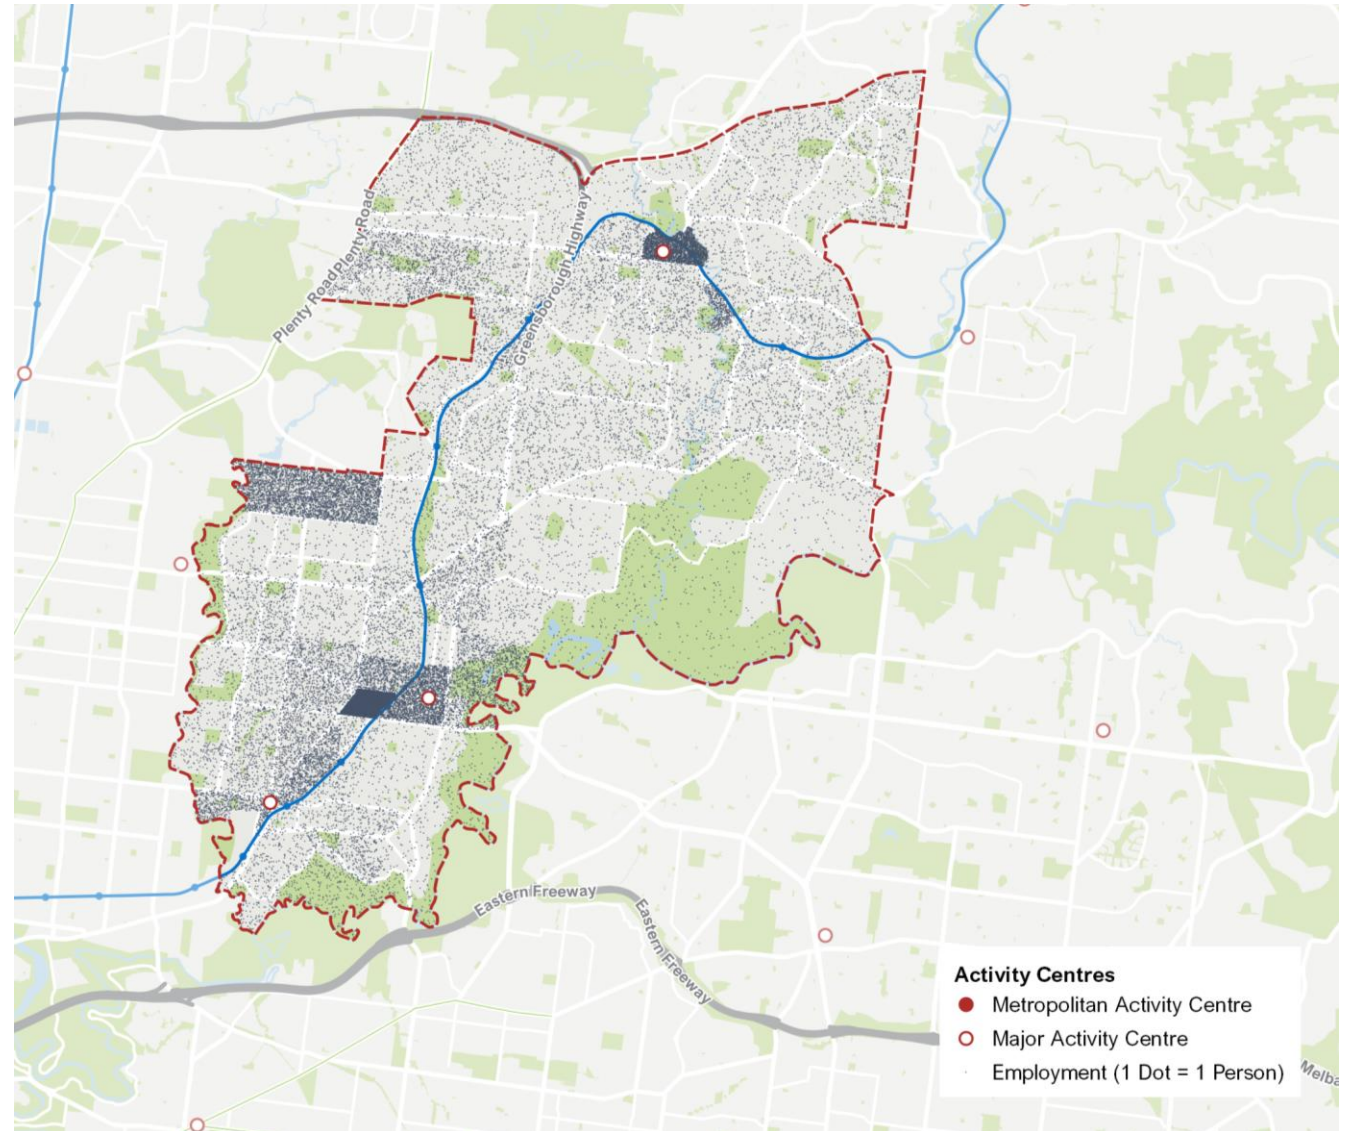 Plenty Road
Plenty Road
Greensborough Highway
Eastern Freeway
Eastern Freeway
Activity Centres
Metropolitan Activity Centre
Major Activity Centre
Employment (1 Dot = 1 Person)
Melba